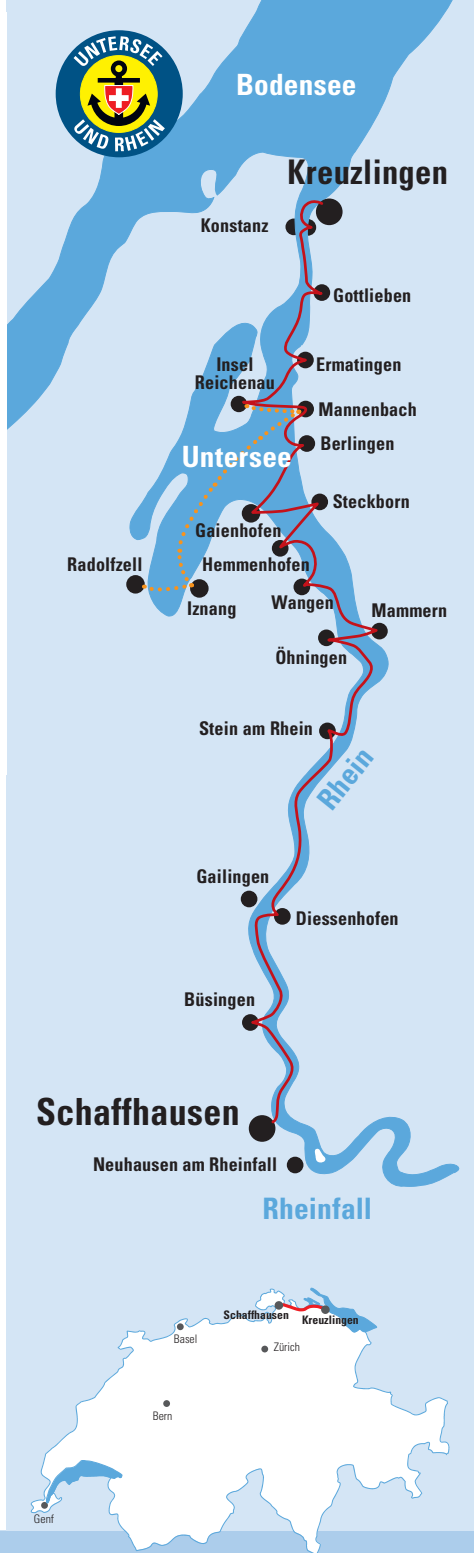 UNTERSEE
UND RHEIN
Bodensee
Kreuzlingen
Konstanz
Gottlieben
Ermatingen
Insel
Reichenau
Mannenbach
Berlingen
Untersee
Steckborn
Gaienhofen
Radolfzell
Hemmenhofen
Iznang
Wangen
Mammern
Öhningen
Stein am Rhein
Rhein
Gailingen
Diessenhofen
Büsingen
Schaffhausen
Neuhausen am Rheinfall
Rheinfall
Schaffhausen
Kreuzlingen
Basel
Zürich
Bern
Genf